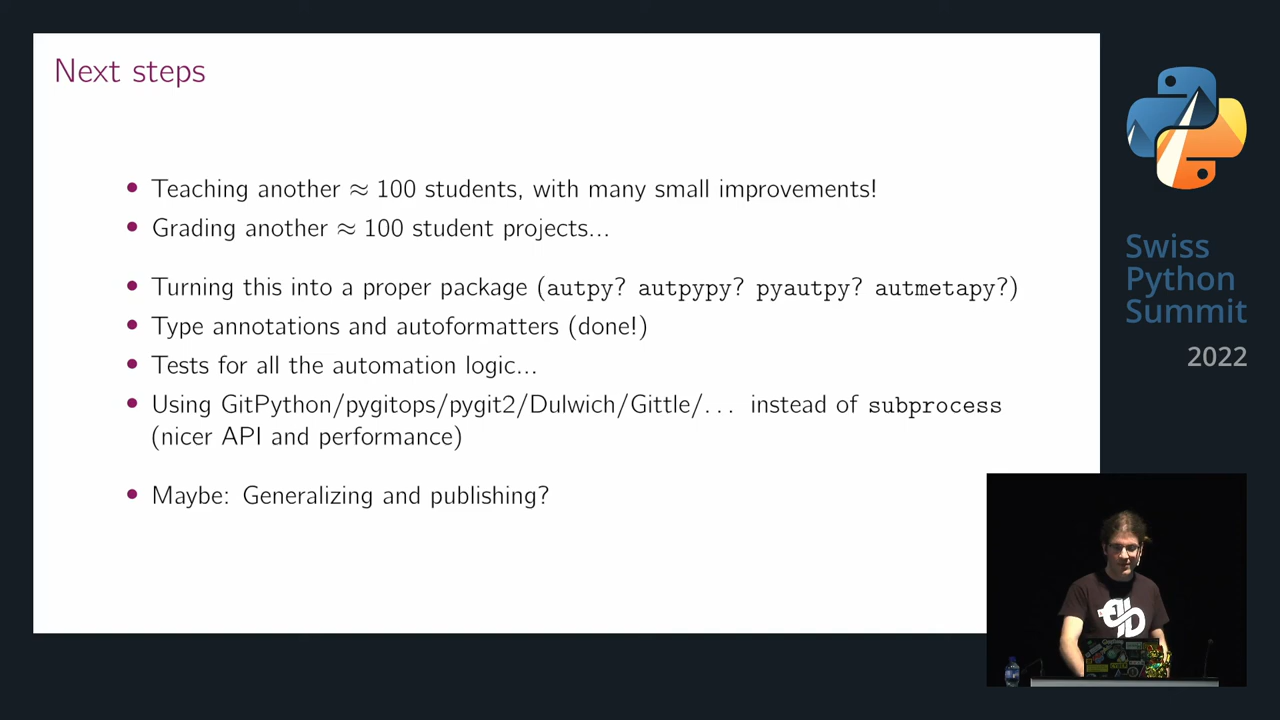 Next steps
• Teaching another ≈ 100 students, with many small improvements!
• Grading another ≈ 100 student projects...
• Turning this into a proper package (autpy? autpypy? pyautpy? autmetapy?)
• Type annotations and autoformatters (done!)
• Tests for all the automation logic...
• Using GitPython/pygitops/pygit2/Dulwich/Gittle/... instead of subprocess
(nicer API and performance)
• Maybe: Generalizing and publishing?
Swiss
Python
Summit
2022